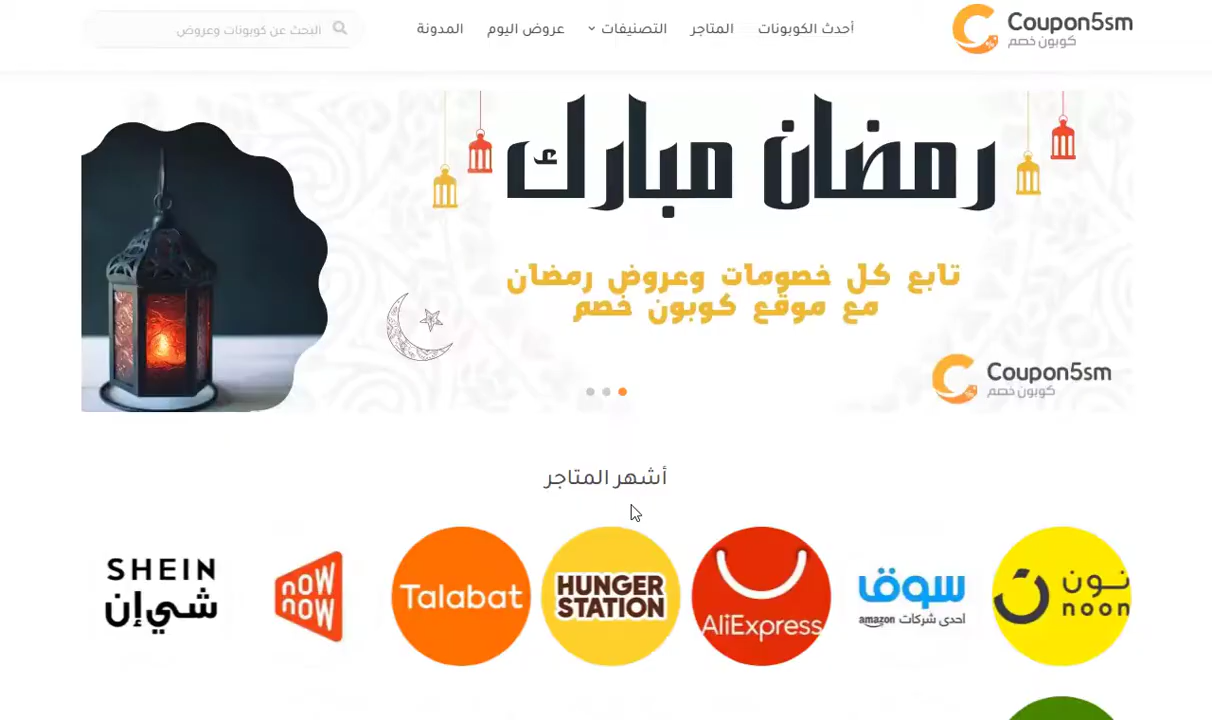 Coupon5sm
كوبون خصم
أحدث الكوبونات
المتاجر
التصنيفات
عروض اليوم
المدونة
البحث عن كوبونات وعروض
رمضان مبارك
تابع كل خصومات وعروض رمضان
مع موقع كوبون خصم
Coupon5sm
كوبون خصم
أشهر المتاجر
نون
noon
سوق
احدى شركات amazon
AliExpress
HUNGER
STATION
Talabat
nOW
nOW
SHEIN
شي إن